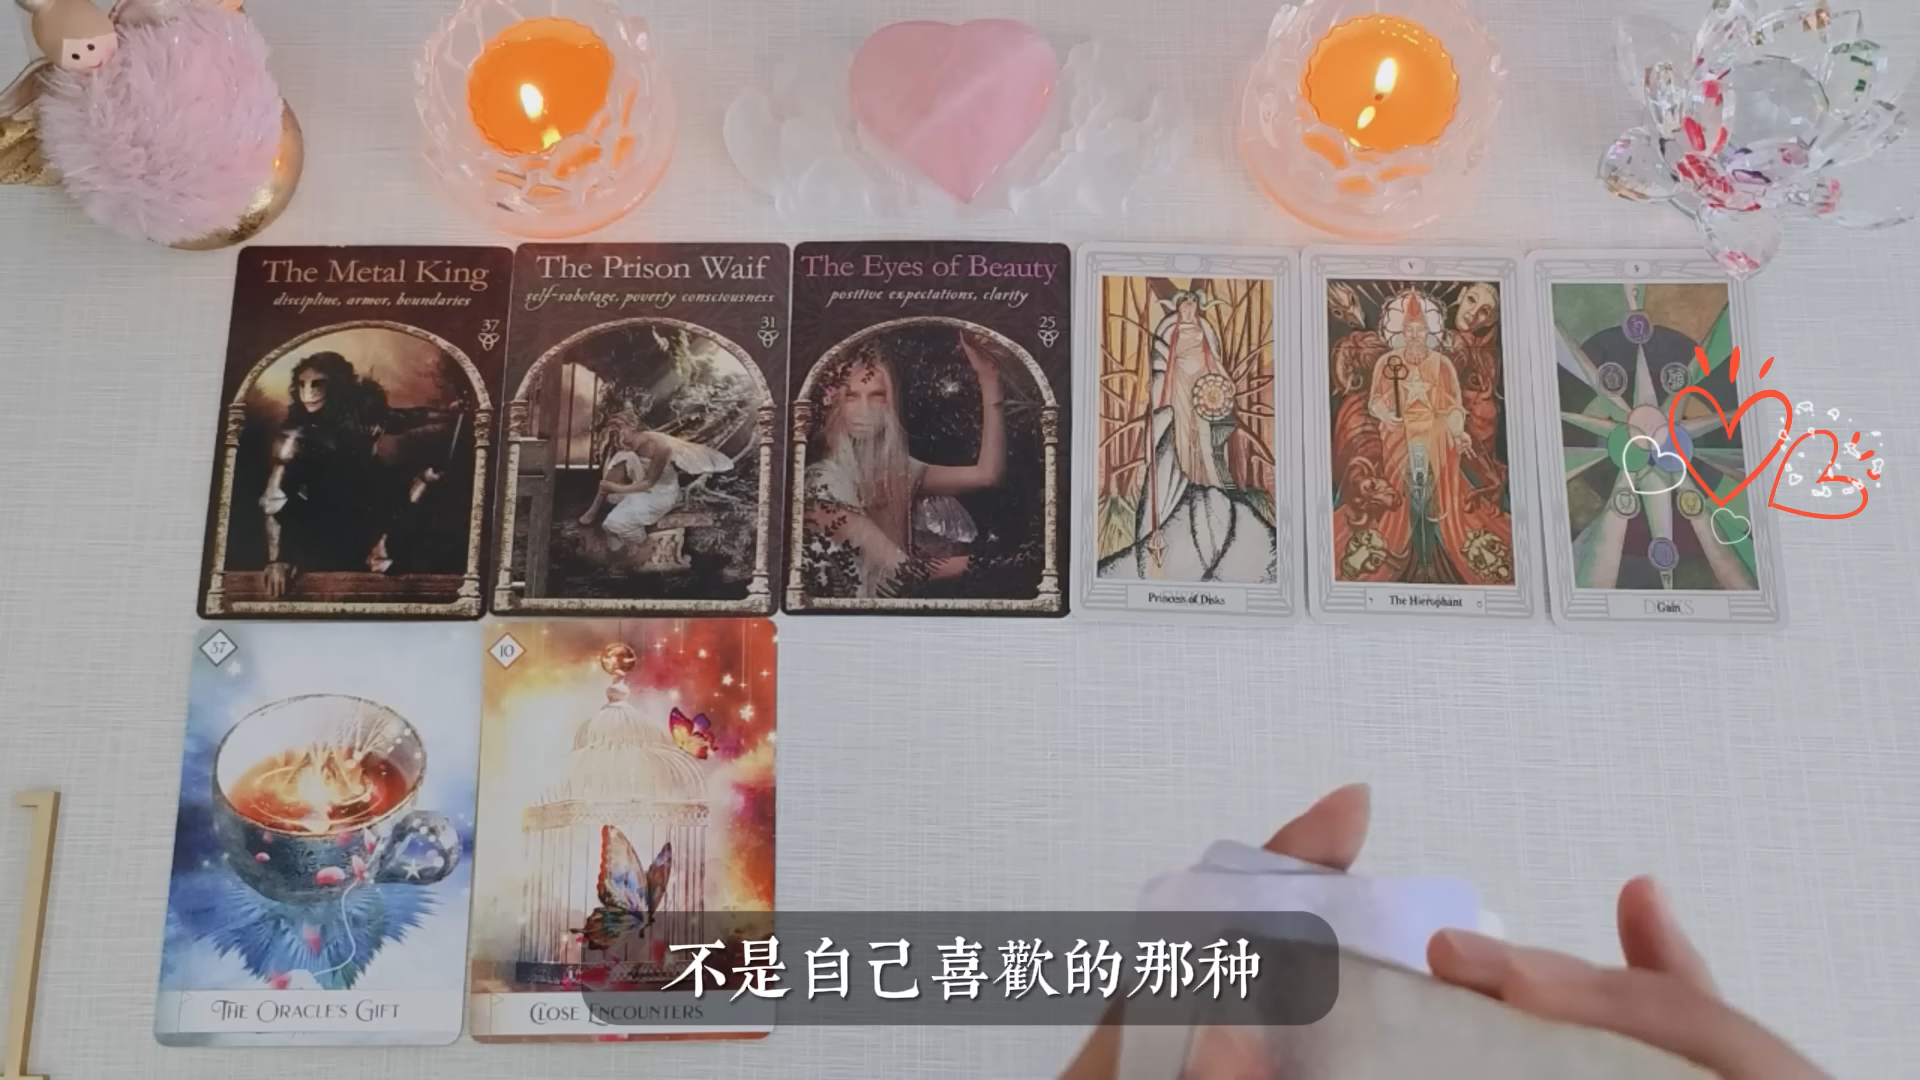 The Metal King
discipline, armor, boundaries
37
The Prison Waif
self-sabotage, poverty consciousness
31
The Eyes of Beauty
positive expectations, clarity
25
V
Princess of Disks
The Hierophant
Gain
37
THE ORACLE'S GIFT
10
CLOSE ENCOUNTERS
不是自己喜歡的那种